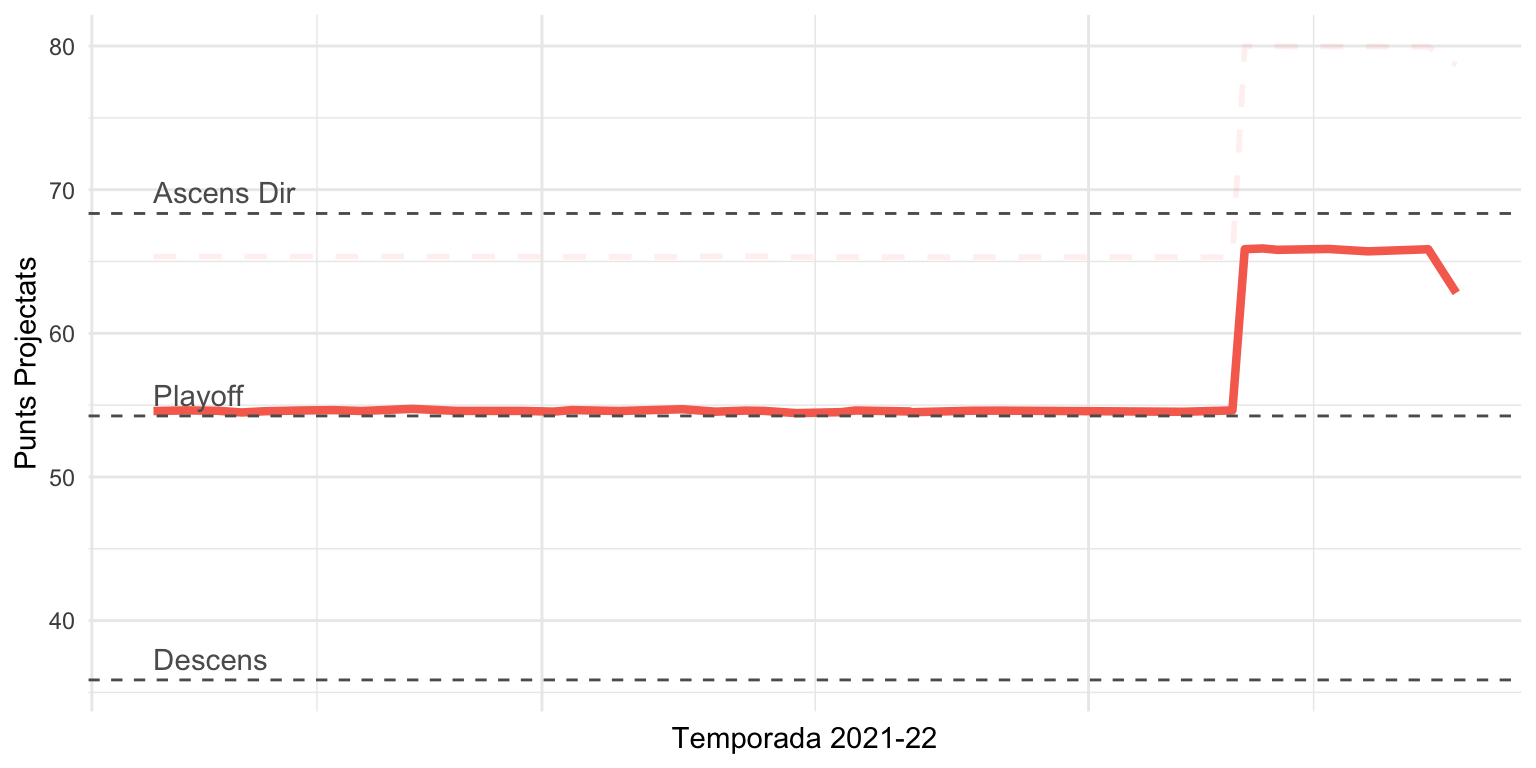 80
70
60
50
40
Punts Projectats
Ascens Dir
Playoff
Descens
Temporada 2021-22